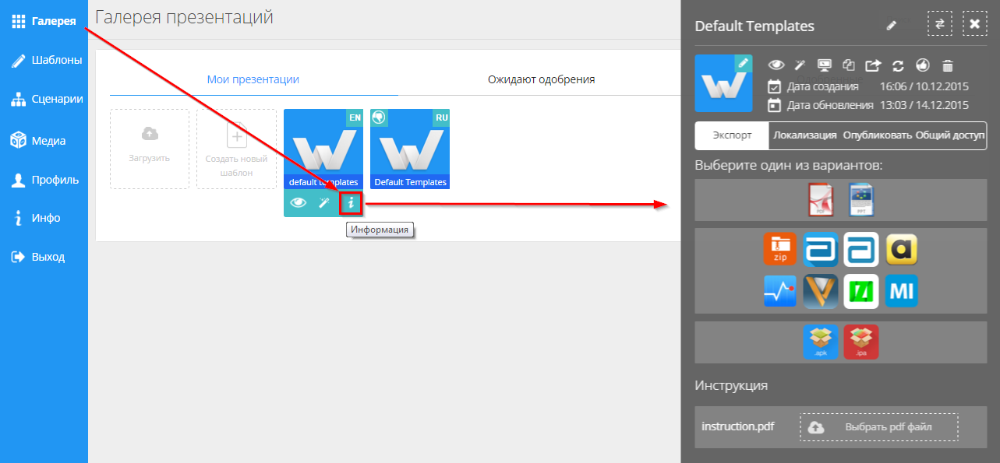 Галерея
Шаблоны
Сценарии
Медиа
Профиль
Инфо
Выход
Галерея презентаций
Мои презентации
Ожидают одобрения
Загрузить
Создать новый
шаблон
EN
default templates
RU
Default Templates
Информация
Default Templates
Дата создания 16:06 / 10.12.2015
Дата обновления 13:03 / 14.12.2015
Экспорт Локализация Опубликовать Общий доступ
Выберите один из вариантов:
PDF
PPT
zip
a
MI
.apk
.ipa
Инструкция
instruction.pdf
Выбрать pdf файл